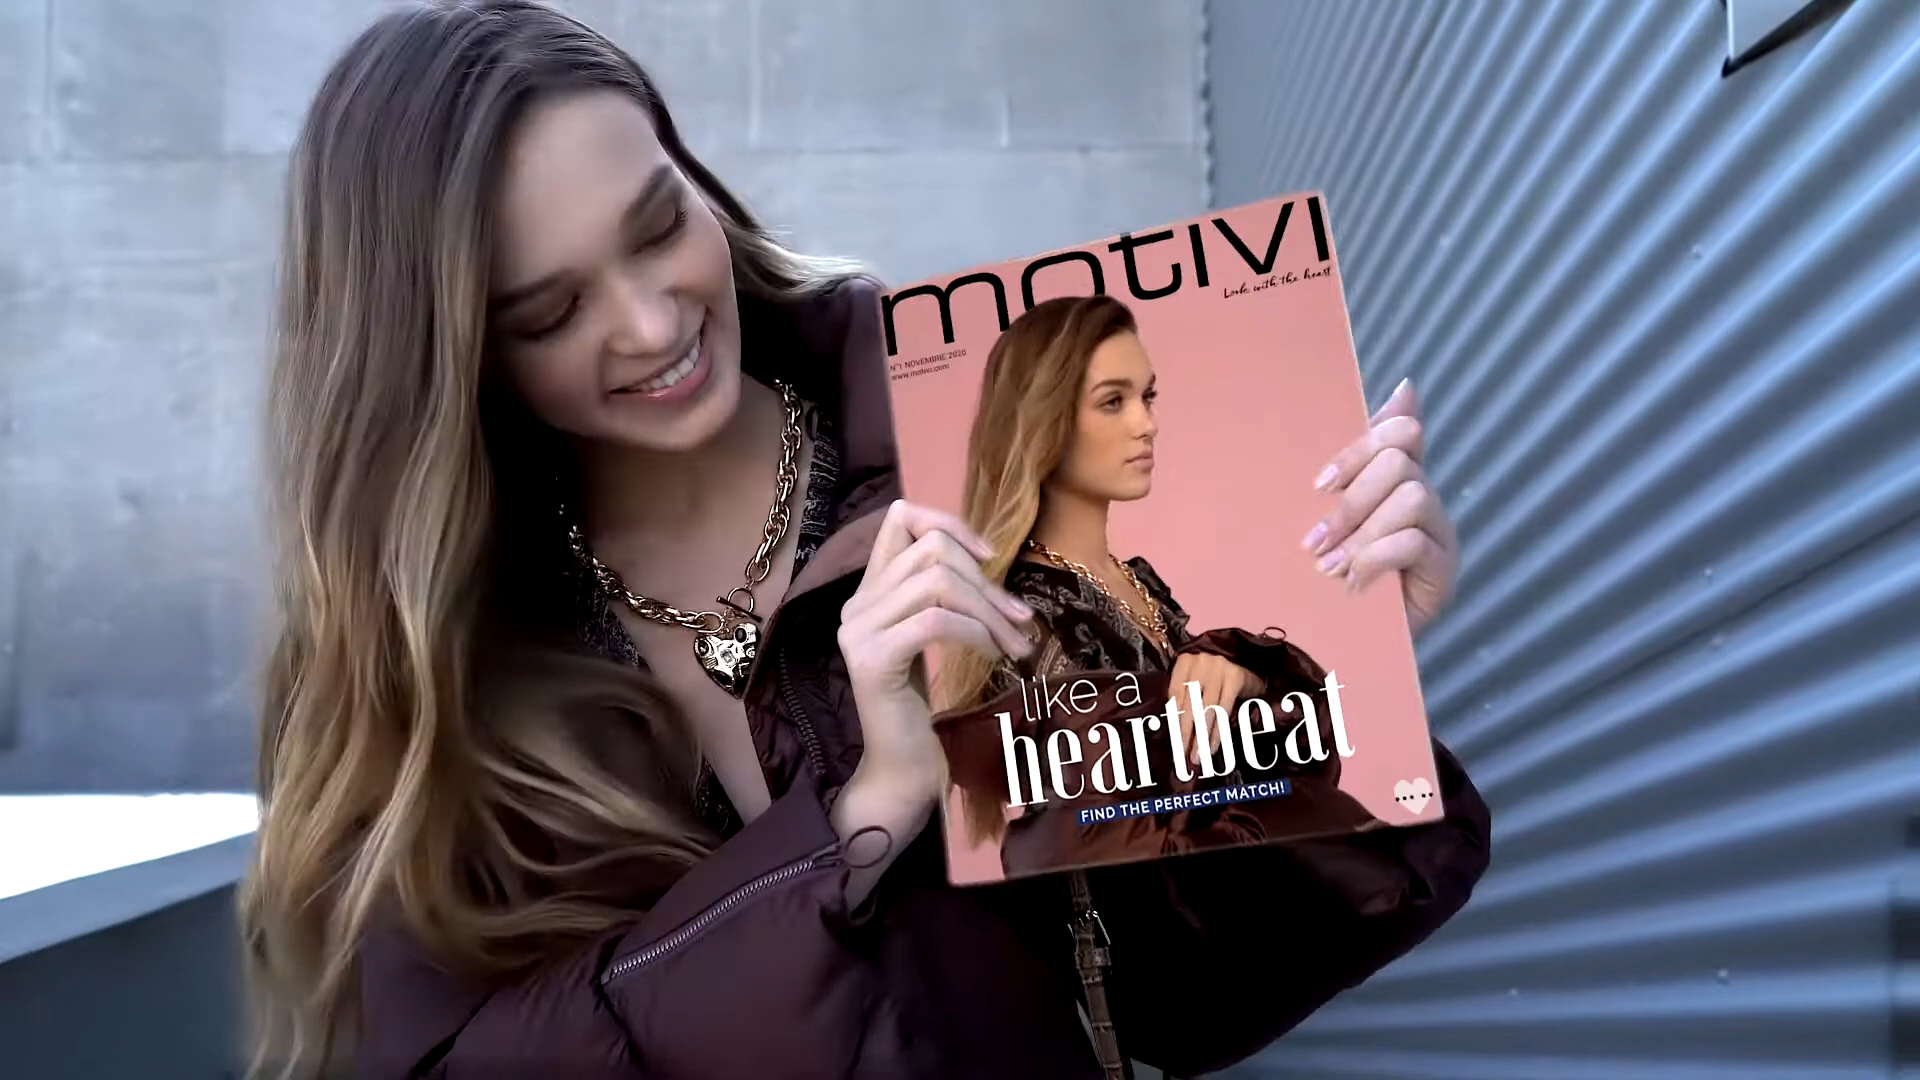 motivi
Look with the heart
N°1 NOVEMBRE 2020
www.motivi.com
like a
heartbeat
FIND THE PERFECT MATCH!